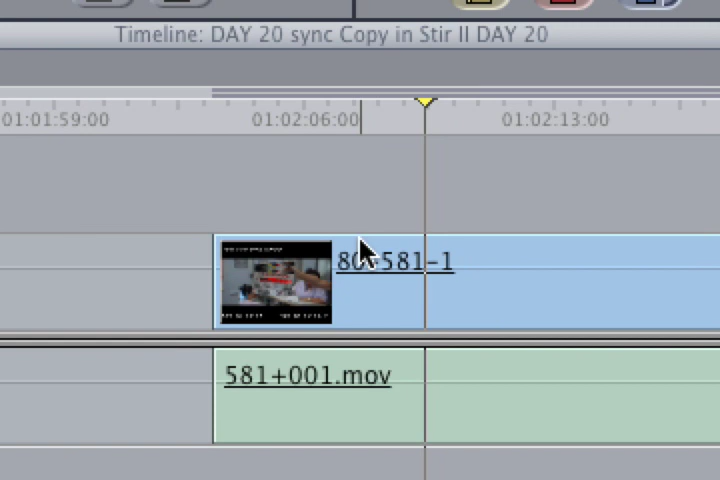 Timeline: DAY 20 sync Copy in Stir II DAY 20
01:01:59:00 01:02:06:00 01:02:13:00
581-1
581+001.mov